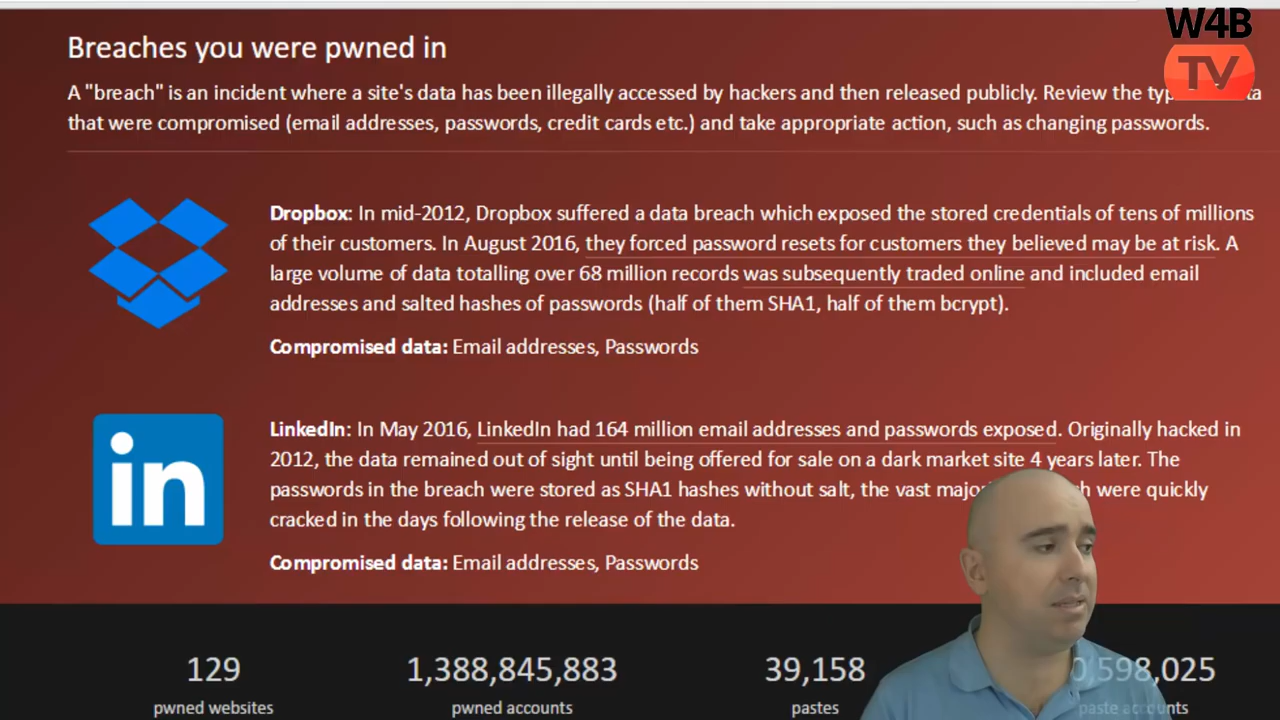 W4B
TV
Breaches you were pwned in
A "breach" is an incident where a site's data has been illegally accessed by hackers and then released publicly. Review the
that were compromised (email addresses, passwords, credit cards etc.) and take appropriate action, such as changing passwords.
Dropbox: In mid-2012, Dropbox suffered a data breach which exposed the stored credentials of tens of millions
of their customers. In August 2016, they forced password resets for customers they believed may be at risk. A
large volume of data totalling over 68 million records was subsequently traded online and included email
addresses and salted hashes of passwords (half of them SHA1, half of them bcrypt).
Compromised data: Email addresses, Passwords
in
LinkedIn: In May 2016, LinkedIn had 164 million email addresses and passwords exposed. Originally hacked in
2012, the data remained out of sight until being offered for sale on a dark market site 4 years later. The
passwords in the breach were stored as SHA1 hashes without salt, the vast were quickly
cracked in the days following the release of the data.
Compromised data: Email addresses, Passwords
129 1,388,845,883 39,158
pwned websites pwned accounts pastes paste accounts